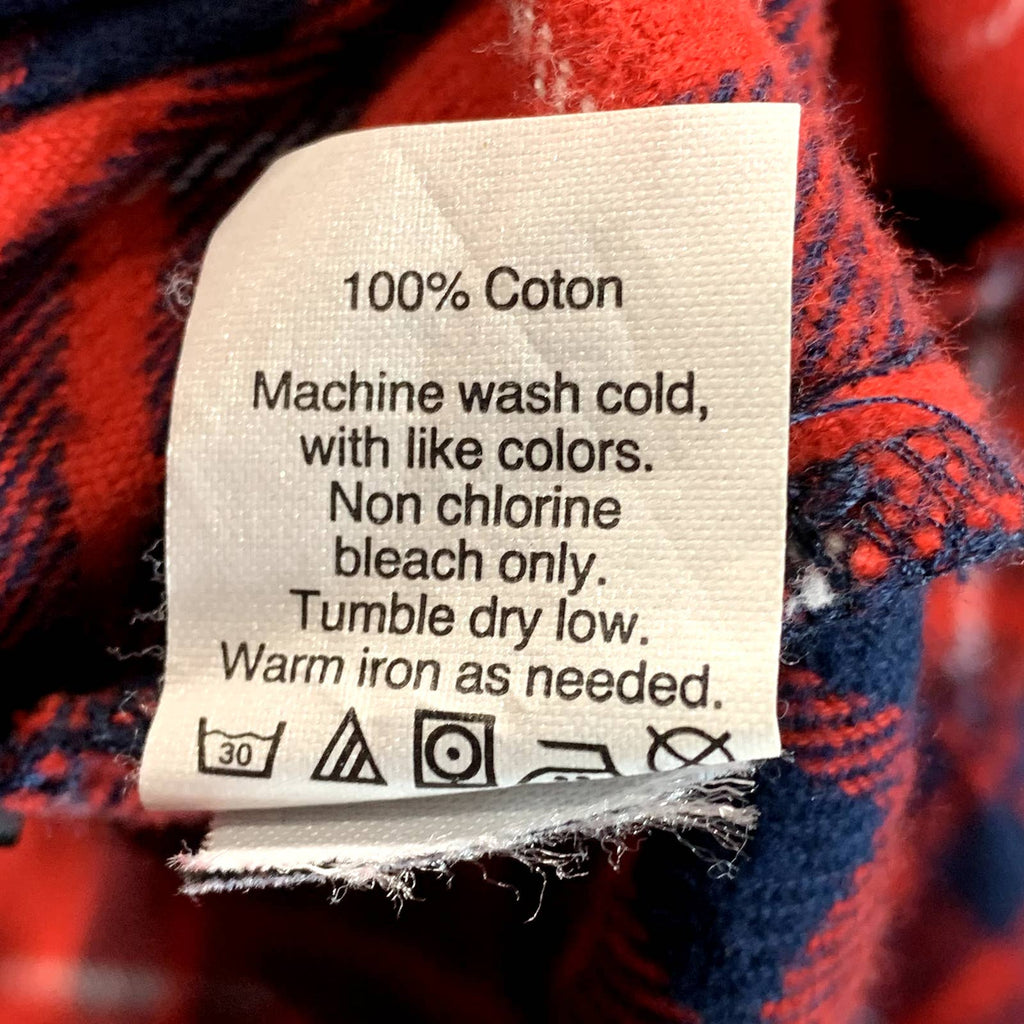 100% Coton
Machine wash cold,
with like colors.
Non chlorine
bleach only.
Tumble dry low.
Warm iron as needed.
30